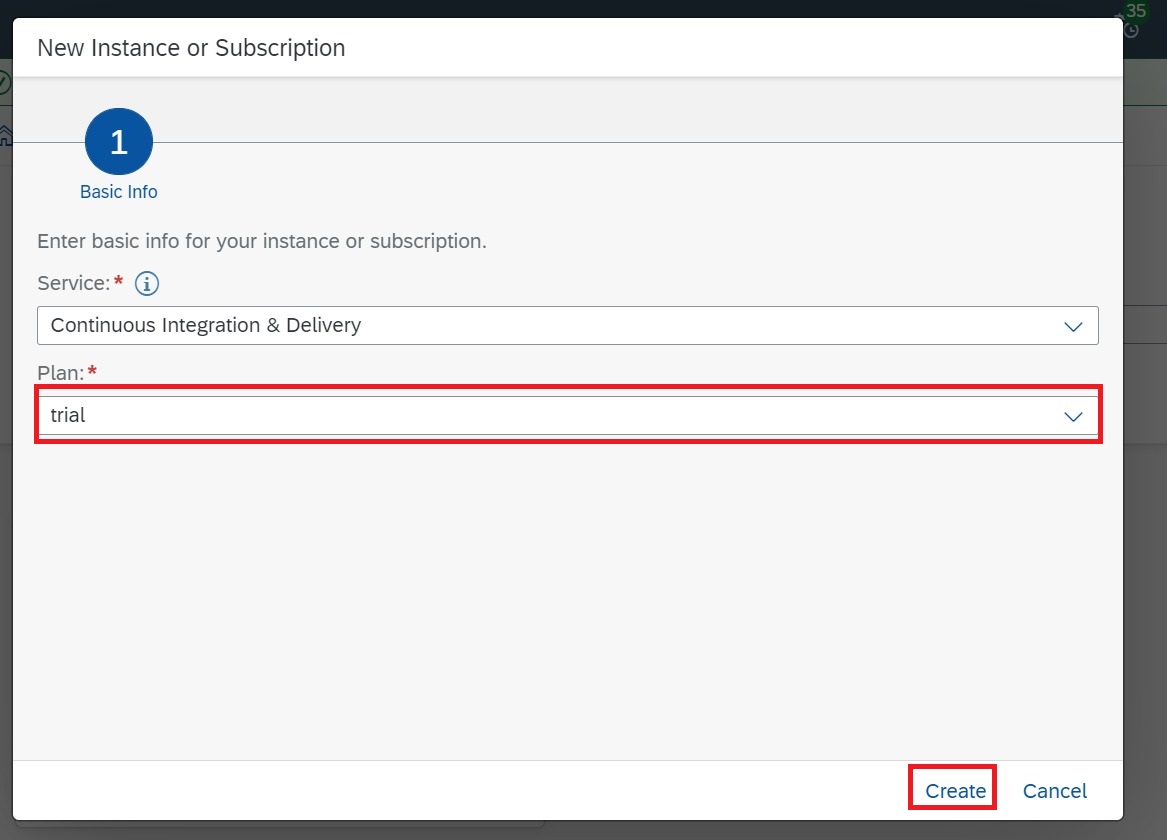 35
New Instance or Subscription
1
Basic Info
Enter basic info for your instance or subscription.
Service:*
Continuous Integration & Delivery
Plan:*
trial
Create Cancel